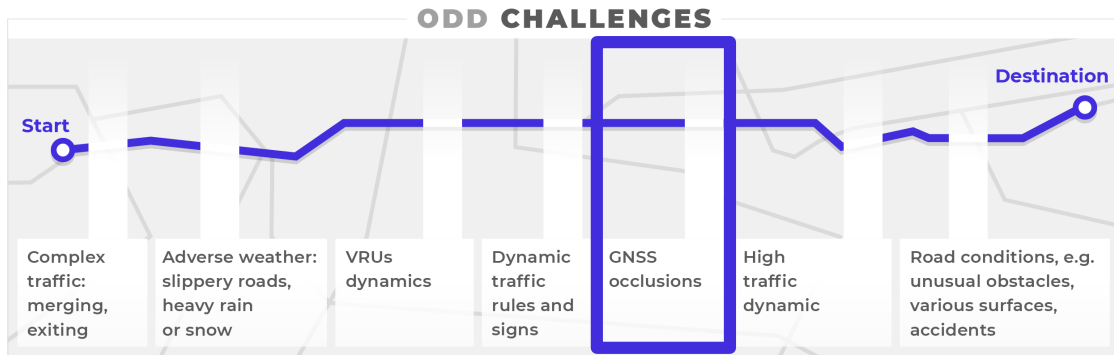 ODD CHALLENGES
Start
Destination
Complex
traffic:
merging,
exiting
Adverse weather:
slippery roads,
heavy rain
or snow
VRUs
dynamics
Dynamic
traffic
rules and
signs
GNSS
occlusions
High
traffic
dynamic
Road conditions, e.g.
unusual obstacles,
various surfaces,
accidents